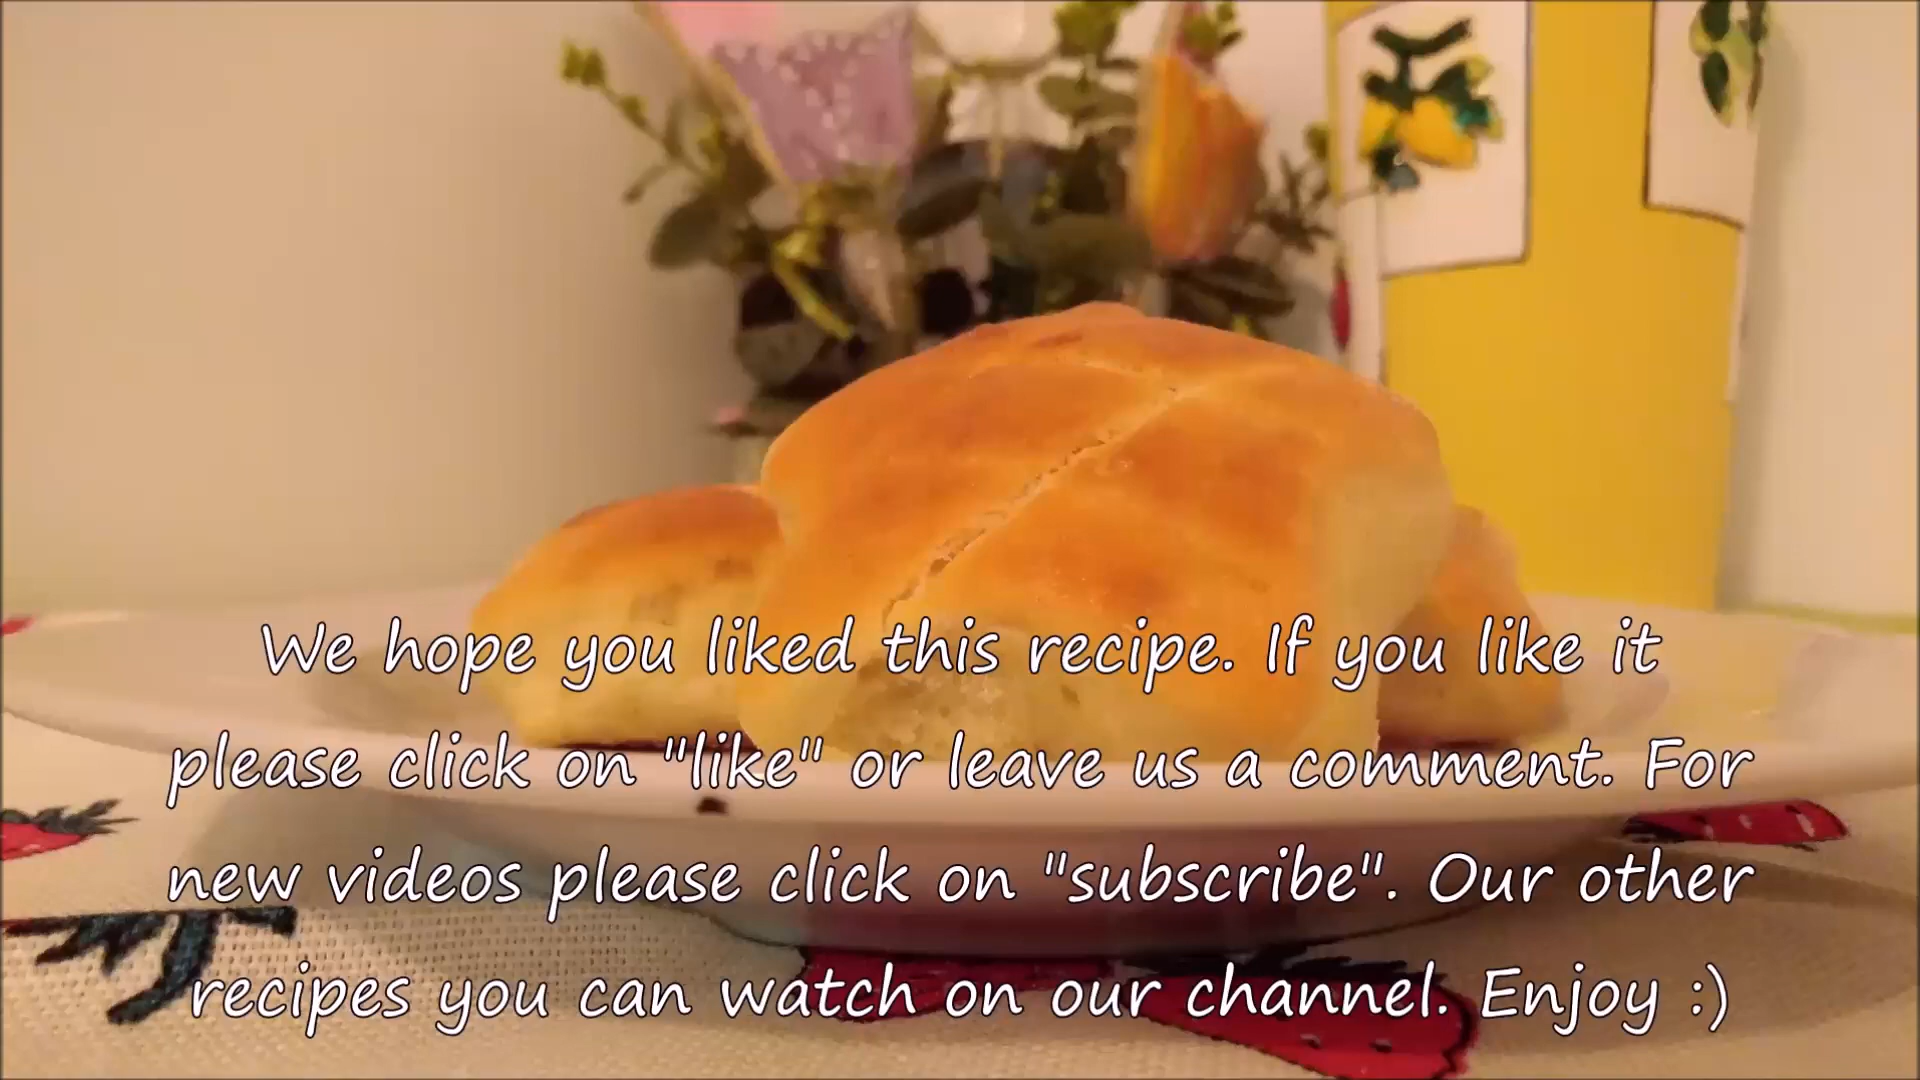 We hope you liked this recipe. If you like it
please click on "like" or leave us a comment. For
new videos please click on "subscribe". Our other
recipes you can watch on our channel. Enjoy :)